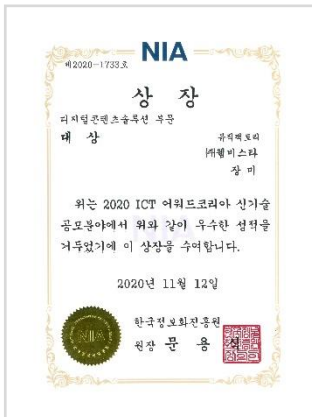 NIA
제2020-1733호
상 장
디지털콘텐츠솔루션 부문
대 상
뮤직팩토리
㈜웹비스타
장 미
위는 2020 ICT 어워드코리아 신기술
공모분야에서 위와 같이 우수한 성적을
거두었기에 이 상장을 수여합니다.
2020년 11월 12일
한국정보화진흥원
원장 문 용 식
NIA